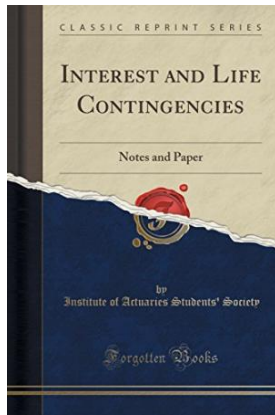 CLASSIC REPRINT SERIES
INTEREST AND LIFE
CONTINGENCIES
Notes and Paper
by
Institute of Actuaries Students' Society
Forgotten Books